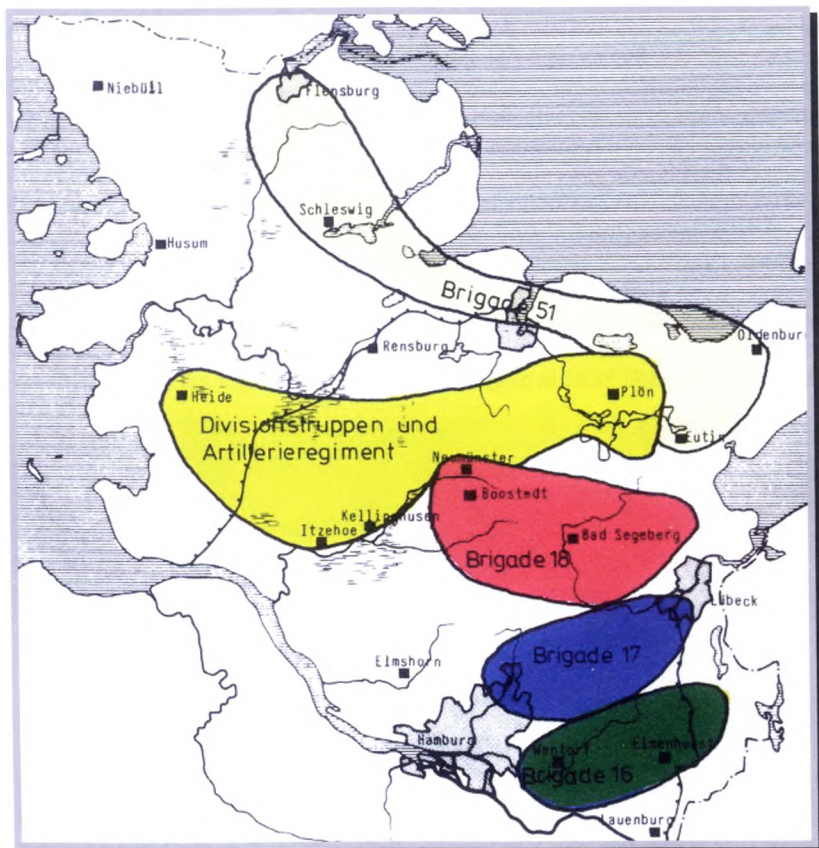 Niebüll
Flensburg
Schleswig
Husum
Brigade 51
Rensburg
Oldenburg
Heide
Plön
Divisionstruppen und
Artillerieregiment
Eutin
Neumünster
Boostedt
Kellinghusen
Itzehoe
Bad Segeberg
Brigade 18
Lübeck
Elmshorn
Brigade 17
Hamburg
Wentorf
Elmenhorst
Brigade 16
Lauenburg